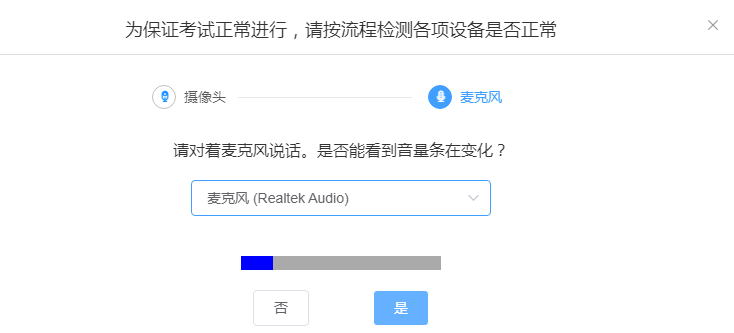 为保证考试正常进行，请按流程检测各项设备是否正常
摄像头
麦克风
请对着麦克风说话。是否能看到音量条在变化？
麦克风 (Realtek Audio)
否
是